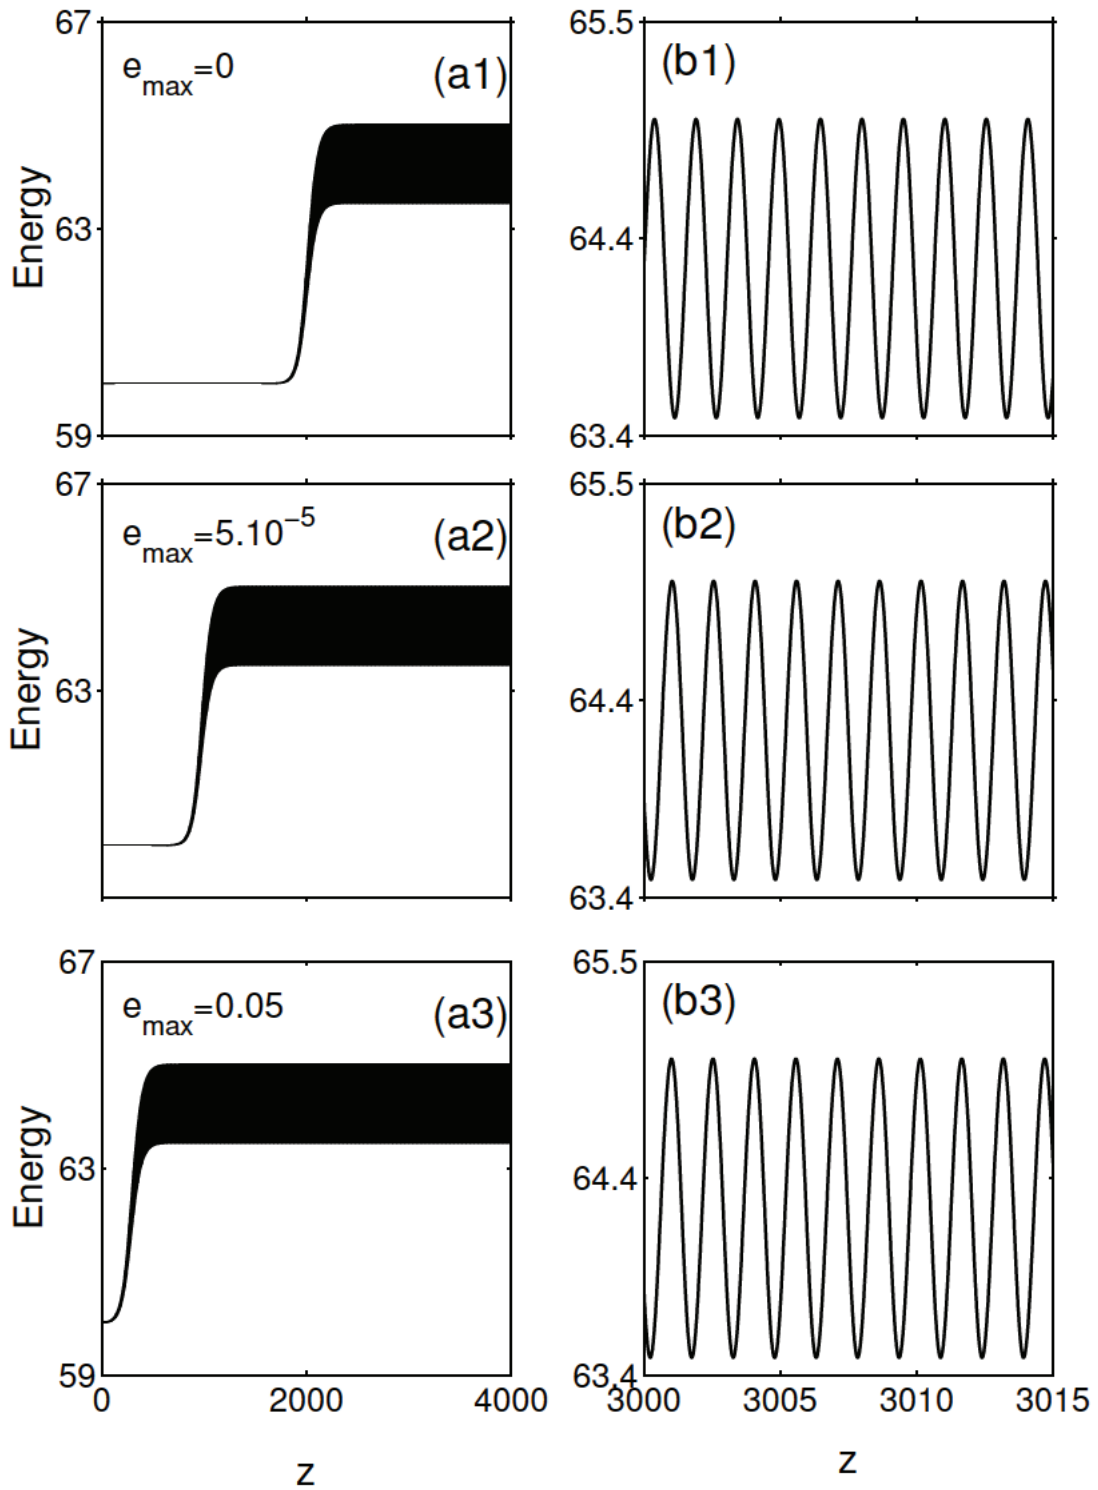 67
e_max=0
(a1)
Energy
63
59
65.5
(b1)
64.4
63.4
67
e_max=5.10^−5
(a2)
Energy
63
65.5
(b2)
64.4
63.4
67
e_max=0.05
(a3)
Energy
63
59
0 2000 4000
z
65.5
(b3)
64.4
63.4
3000 3005 3010 3015
z